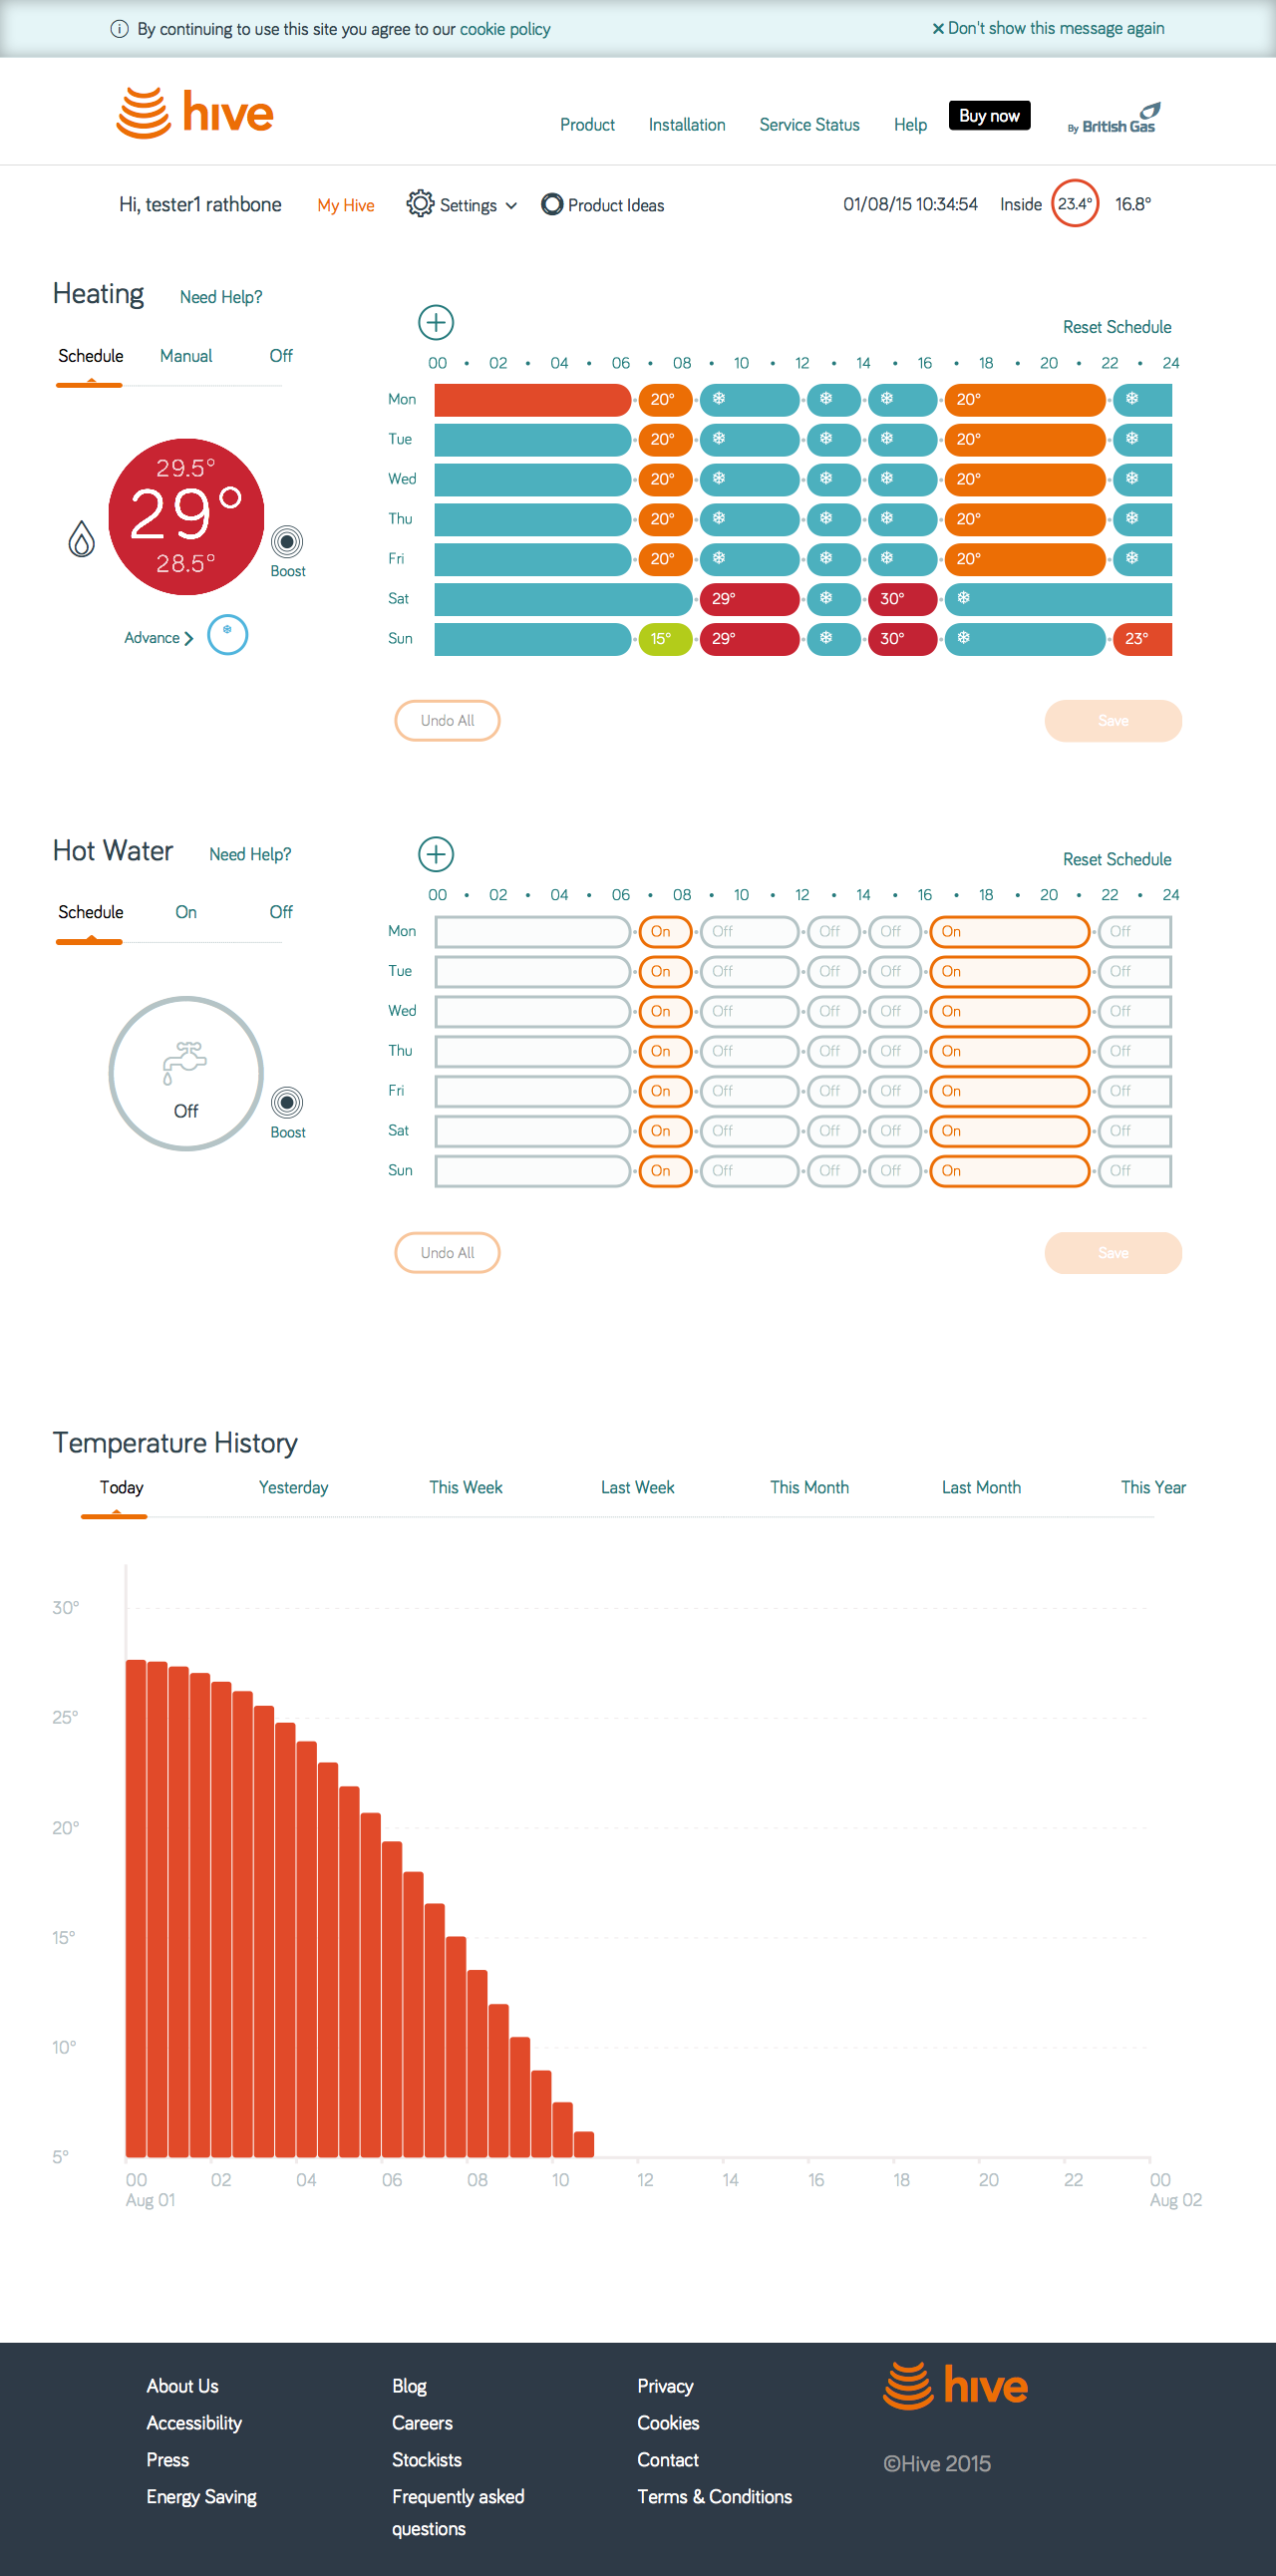 By continuing to use this site you agree to our cookie policy
Don't show this message again
hive
Product Installation Service Status Help Buy now By British Gas
Hi, tester1 rathbone My Hive Settings Product Ideas 01/08/15 10:34:54 Inside 23.4° 16.8°
Heating Need Help?
Reset Schedule
Schedule Manual Off
00 • 02 • 04 • 06 • 08 • 10 • 12 • 14 • 16 • 18 • 20 • 22 • 24
Mon 20° 20°
Tue 20° 20°
Wed 20° 20°
Thu 20° 20°
Fri 20° 20°
Sat 29° 30°
Sun 15° 29° 30° 23°
29.5°
29°
28.5°
Boost
Advance
Undo All Save
Hot Water Need Help?
Reset Schedule
Schedule On Off
00 • 02 • 04 • 06 • 08 • 10 • 12 • 14 • 16 • 18 • 20 • 22 • 24
Mon On Off Off Off On Off
Tue On Off Off Off On Off
Wed On Off Off Off On Off
Thu On Off Off Off On Off
Fri On Off Off Off On Off
Sat On Off Off Off On Off
Sun On Off Off Off On Off
Off
Boost
Undo All Save
Temperature History
Today Yesterday This Week Last Week This Month Last Month This Year
30°
25°
20°
15°
10°
5°
00 02 04 06 08 10 12 14 16 18 20 22 00
Aug 01 Aug 02
About Us Blog Privacy hive
Accessibility Careers Cookies
Press Stockists Contact ©Hive 2015
Energy Saving Frequently asked Terms & Conditions
questions